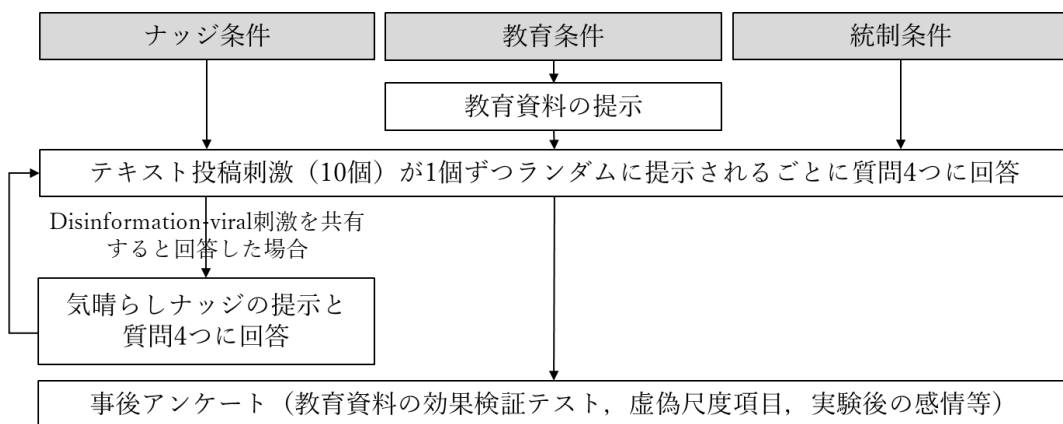 ナッジ条件
教育条件
統制条件
教育資料の提示
テキスト投稿刺激（10個）が1個ずつランダムに提示されるごとに質問4つに回答
Disinformation-viral刺激を共有
すると回答した場合
気晴らしナッジの提示と
質問4つに回答
事後アンケート（教育資料の効果検証テスト，虚偽尺度項目，実験後の感情等）